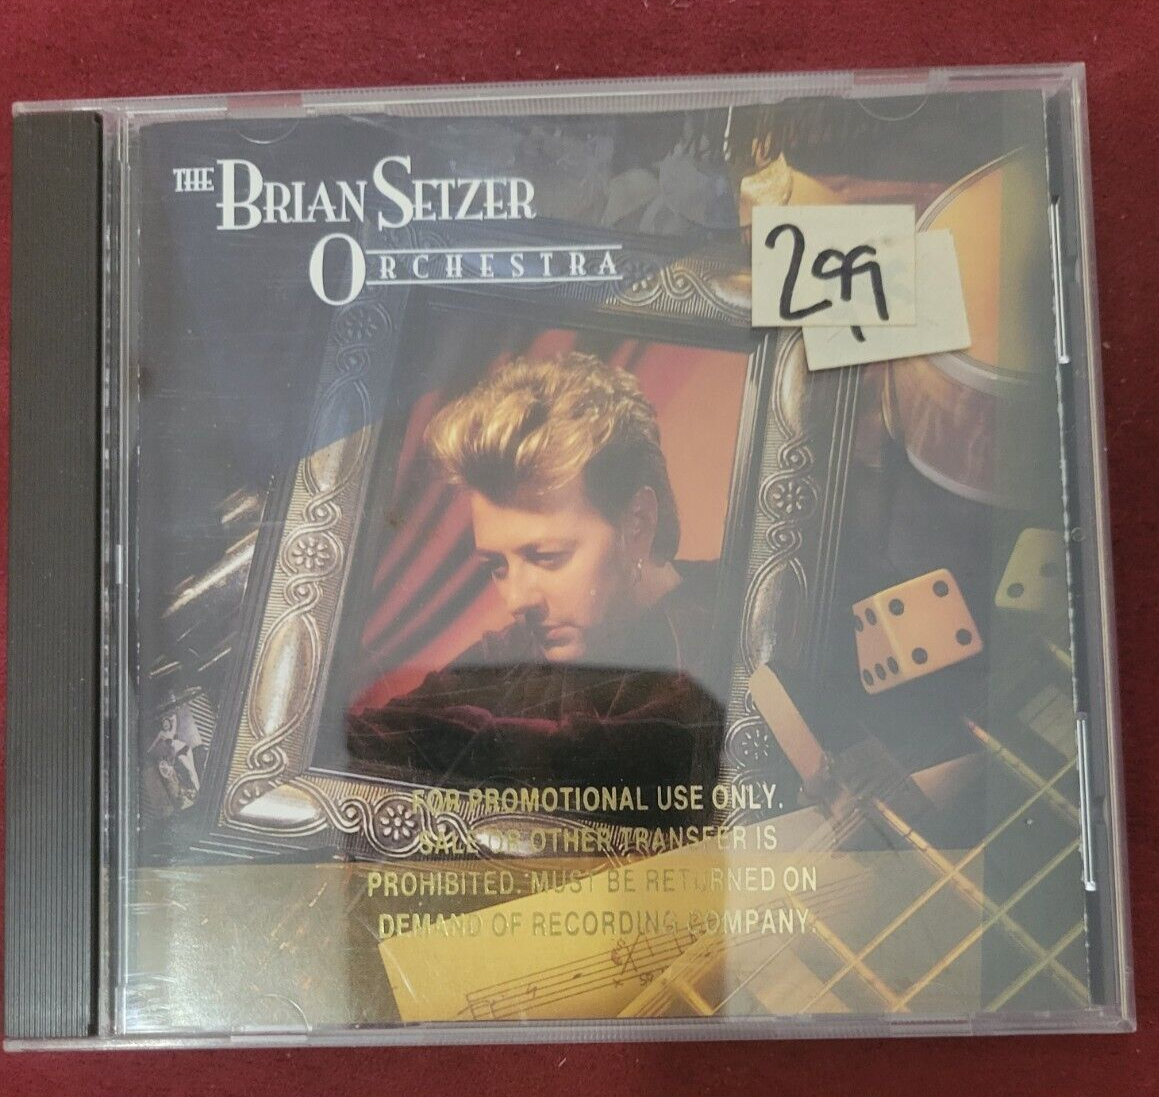 THE BRIAN SETZER
ORCHESTRA
299
FOR PROMOTIONAL USE ONLY.
SALE OR OTHER TRANSFER IS
PROHIBITED. MUST BE RETURNED ON
DEMAND OF RECORDING COMPANY.